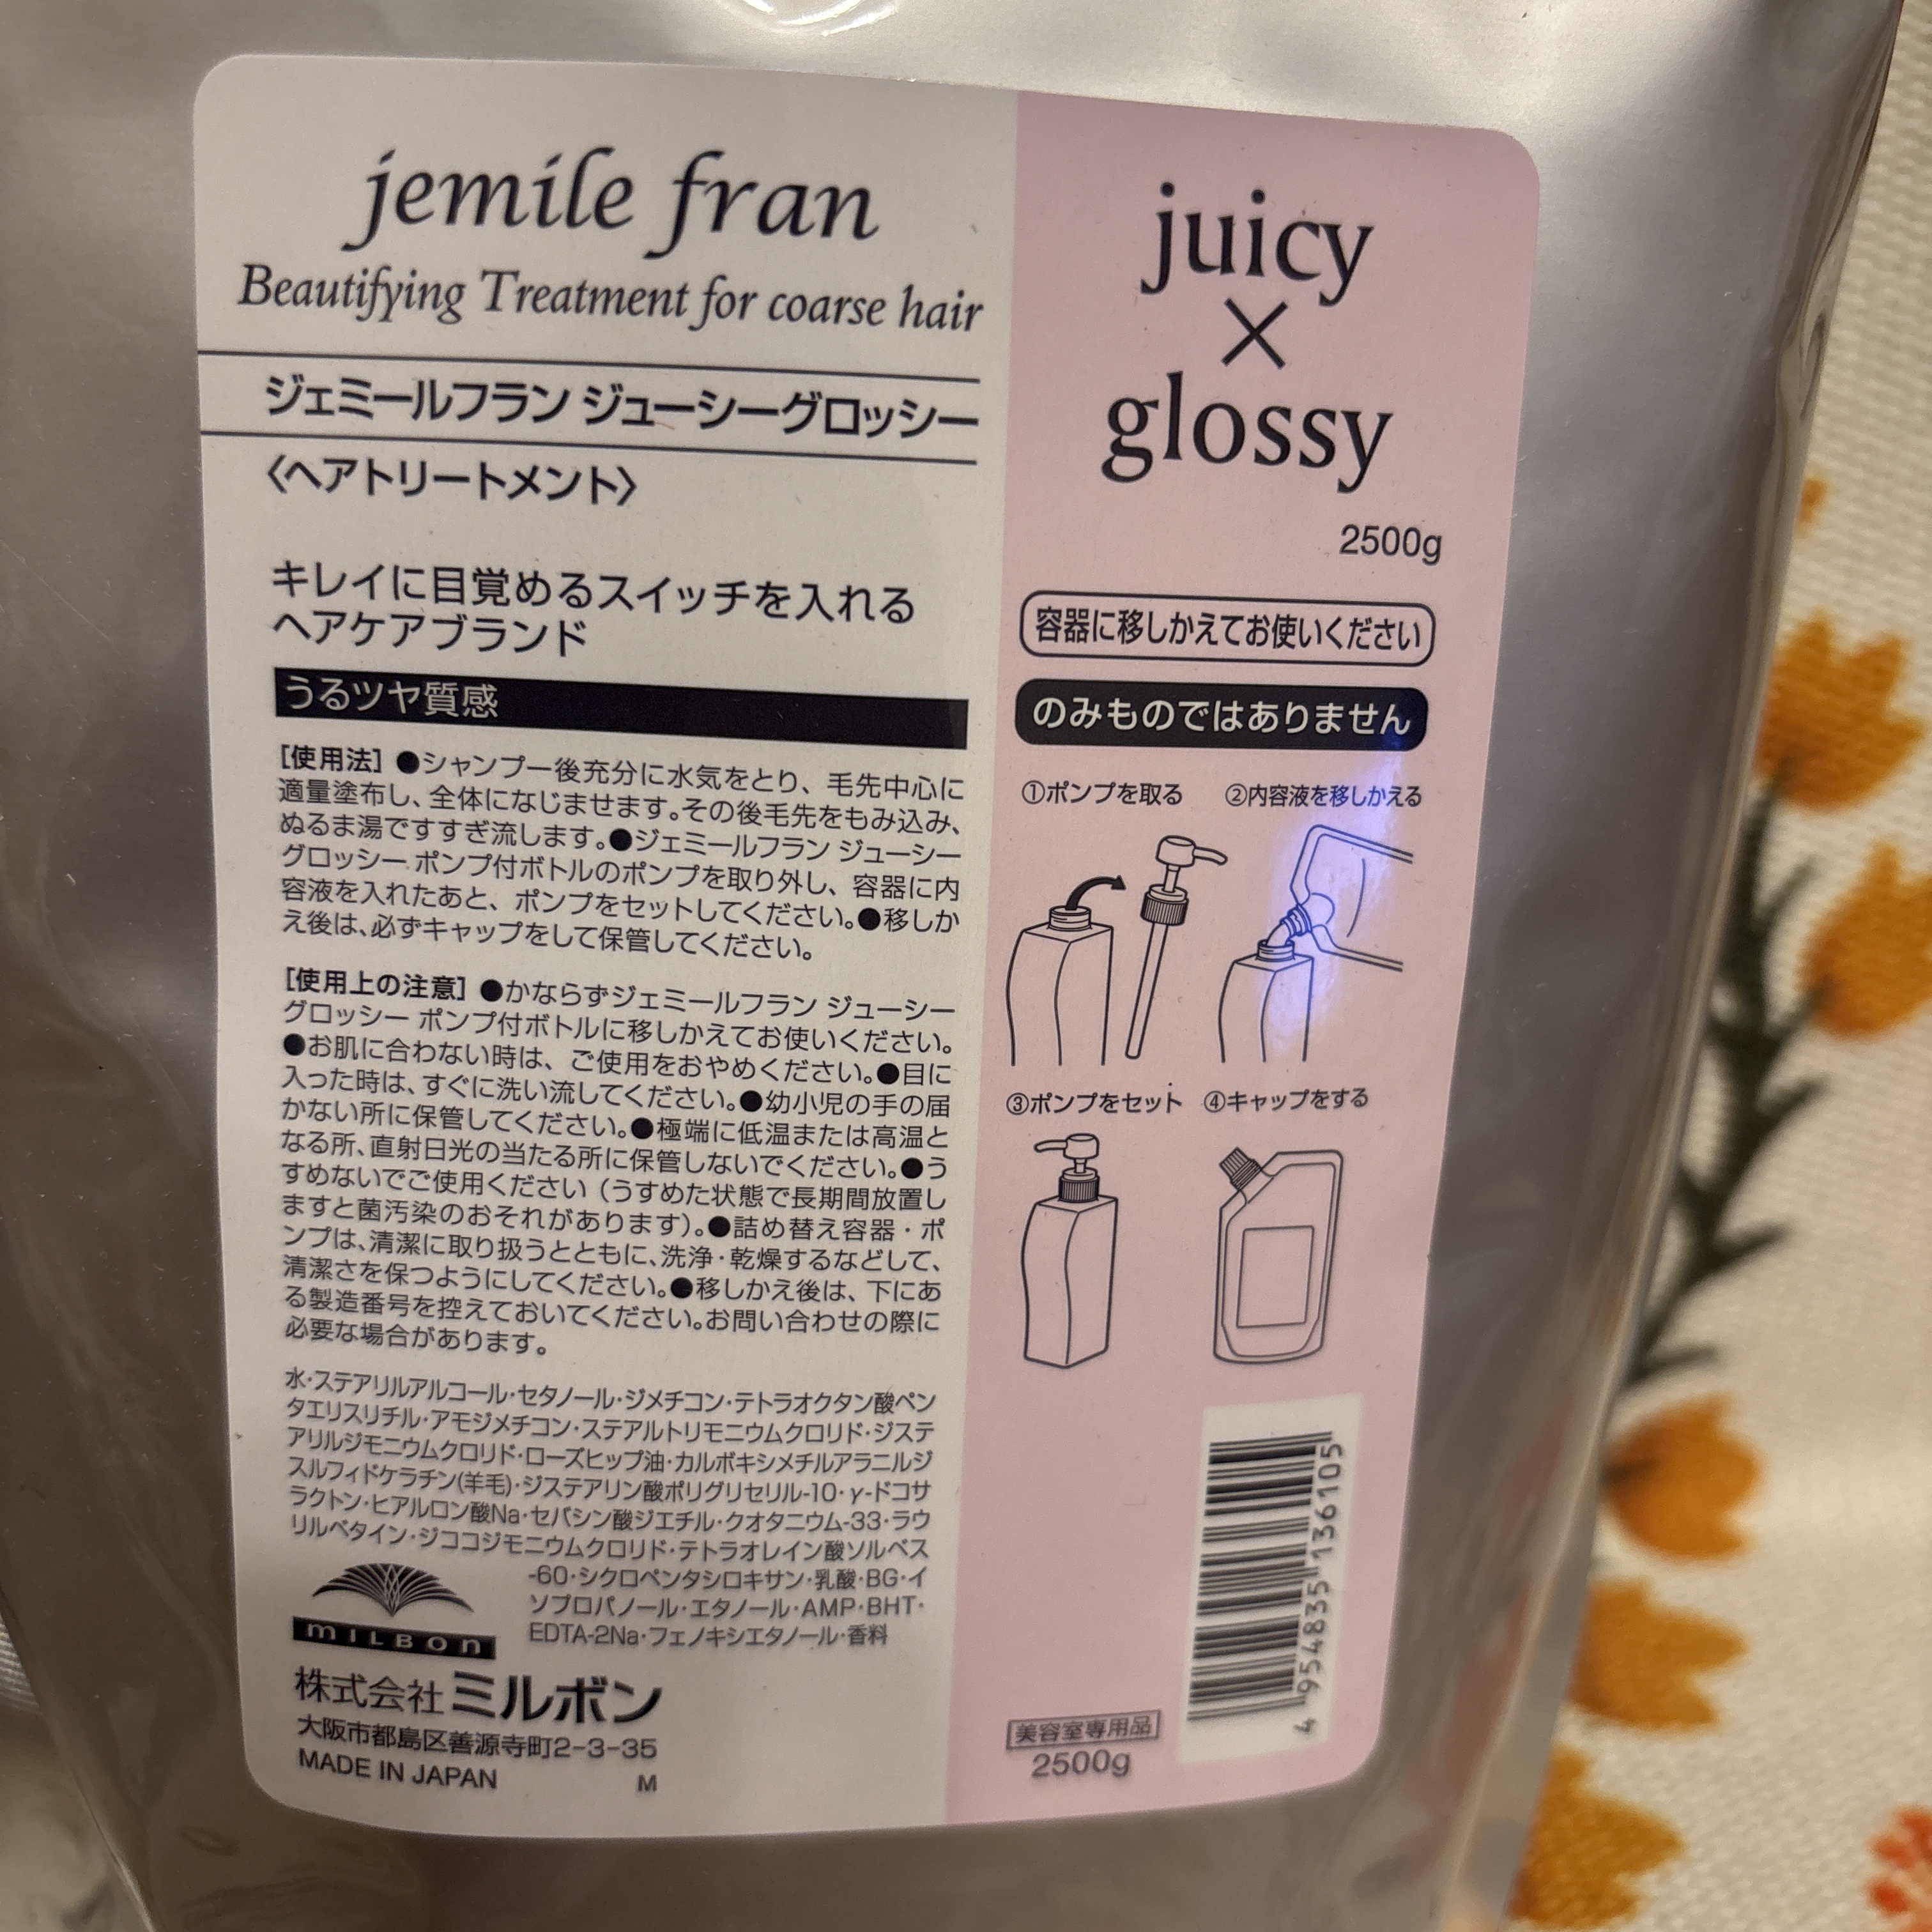 jemile fran
Beautifying Treatment for coarse hair
ジェミールフラン ジューシーグロッシー
〈ヘアトリートメント〉
キレイに目覚めるスイッチを入れる
ヘアケアブランド
うるツヤ質感
[使用法] ●シャンプー後充分に水気をとり、毛先中心に
適量塗布し、全体になじませます。その後毛先をもみ込み、
ぬるま湯ですすぎ流します。●ジェミールフラン ジューシー
グロッシー ポンプ付ボトルのポンプを取り外し、容器に内
容液を入れたあと、ポンプをセットしてください。●移しか
え後は、必ずキャップをして保管してください。
[使用上の注意] ●かならずジェミールフラン ジューシー
グロッシー ポンプ付ボトルに移しかえてお使いください。
●お肌に合わない時は、ご使用をおやめください。●目に
入った時は、すぐに洗い流してください。●幼小児の手の届
かない所に保管してください。●極端に低温または高温と
なる所、直射日光の当たる所に保管しないでください。●う
すめないでご使用ください（うすめた状態で長期間放置し
ますと菌汚染のおそれがあります）。●詰め替え容器・ポ
ンプは、清潔に取り扱うとともに、洗浄・乾燥するなどして、
清潔さを保つようにしてください。●移しかえ後は、下にあ
る製造番号を控えておいてください。お問い合わせの際に
必要な場合があります。
水・ステアリルアルコール・セタノール・ジメチコン・テトラオクタン酸ペン
タエリスリチル・アモジメチコン・ステアルトリモニウムクロリド・ジステ
アリルジモニウムクロリド・ローズヒップ油・カルボキシメチルアラニルジ
スルフィドケラチン(羊毛)・ジステアリン酸ポリグリセリル-10・γ-ドコサ
ラクトン・ヒアルロン酸Na・セバシン酸ジエチル・クオタニウム-33・ラウ
リルベタイン・ジココジモニウムクロリド・テトラオレイン酸ソルベス
-60・シクロペンタシロキサン・乳酸・BG・イ
ソプロパノール・エタノール・AMP・BHT・
EDTA-2Na・フェノキシエタノール・香料
MILBON
株式会社ミルボン
大阪市都島区善源寺町2-3-35
MADE IN JAPAN M
juicy
×
glossy
2500g
容器に移しかえてお使いください
のみものではありません
①ポンプを取る ②内容液を移しかえる
③ポンプをセット ④キャップをする
4 954835 136105
美容室専用品
2500g